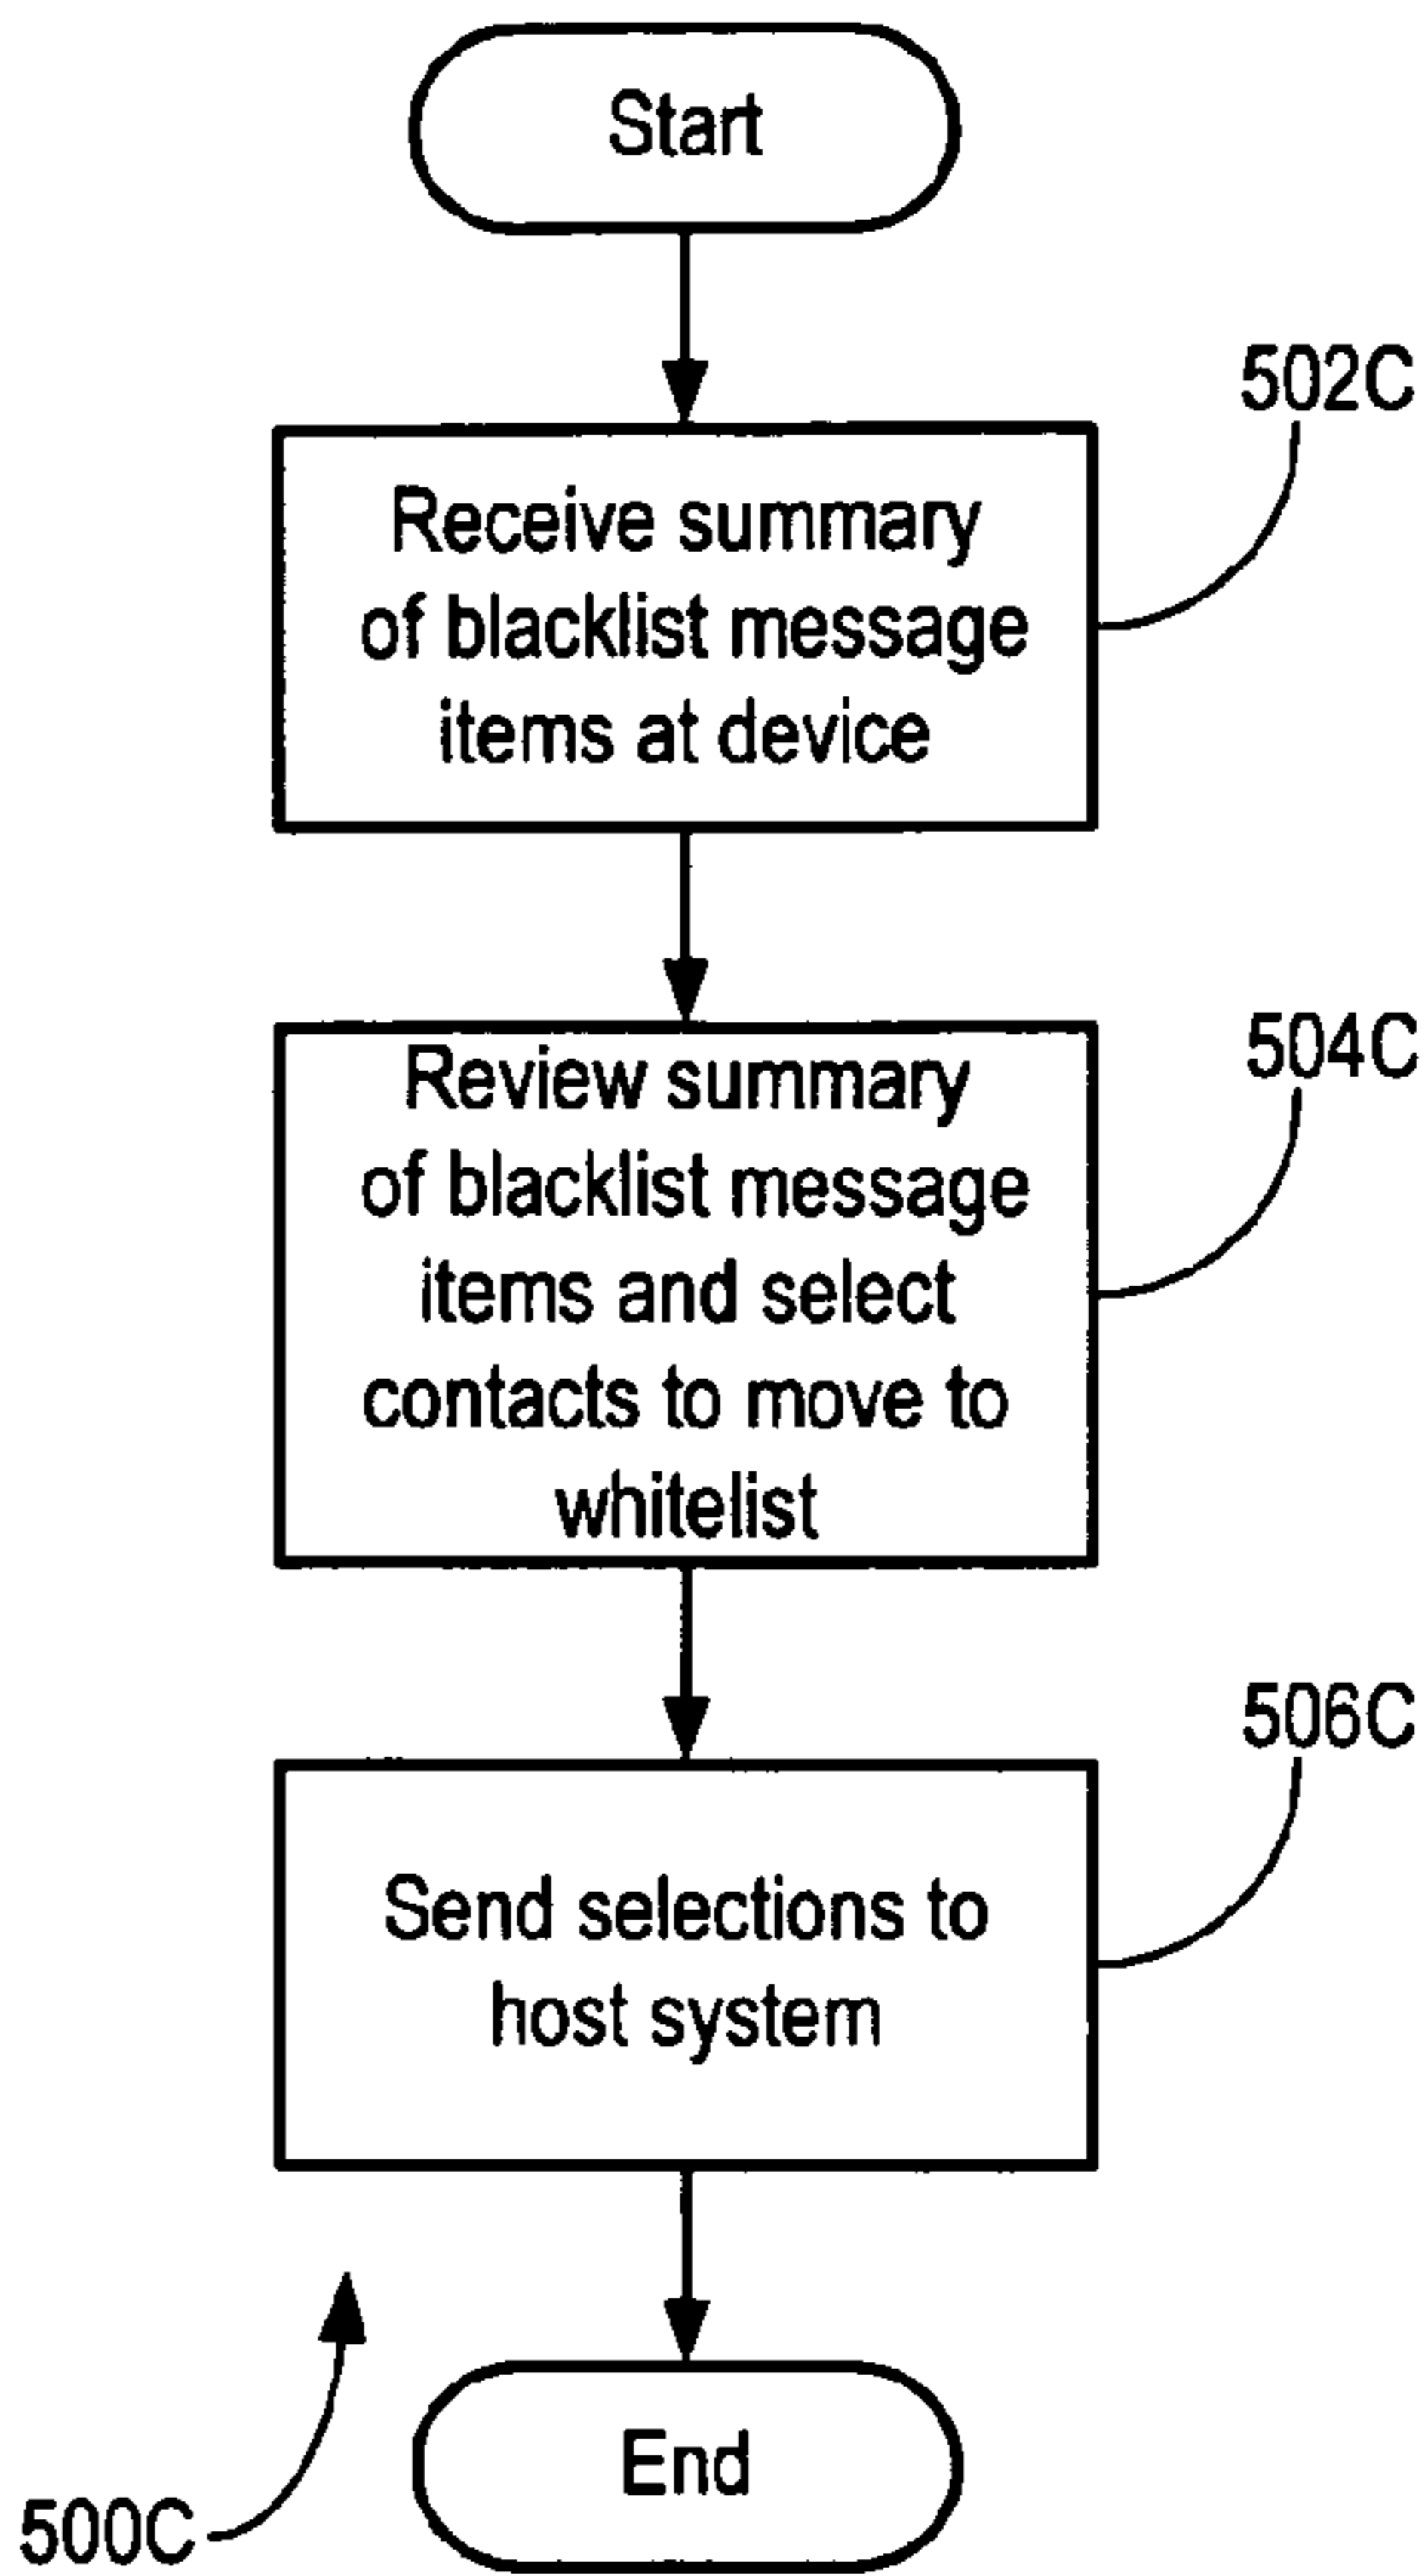 Start
502C
Receive summary
of blacklist message
items at device
504C
Review summary
of blacklist message
items and select
contacts to move to
whitelist
506C
Send selections to
host system
End
500C